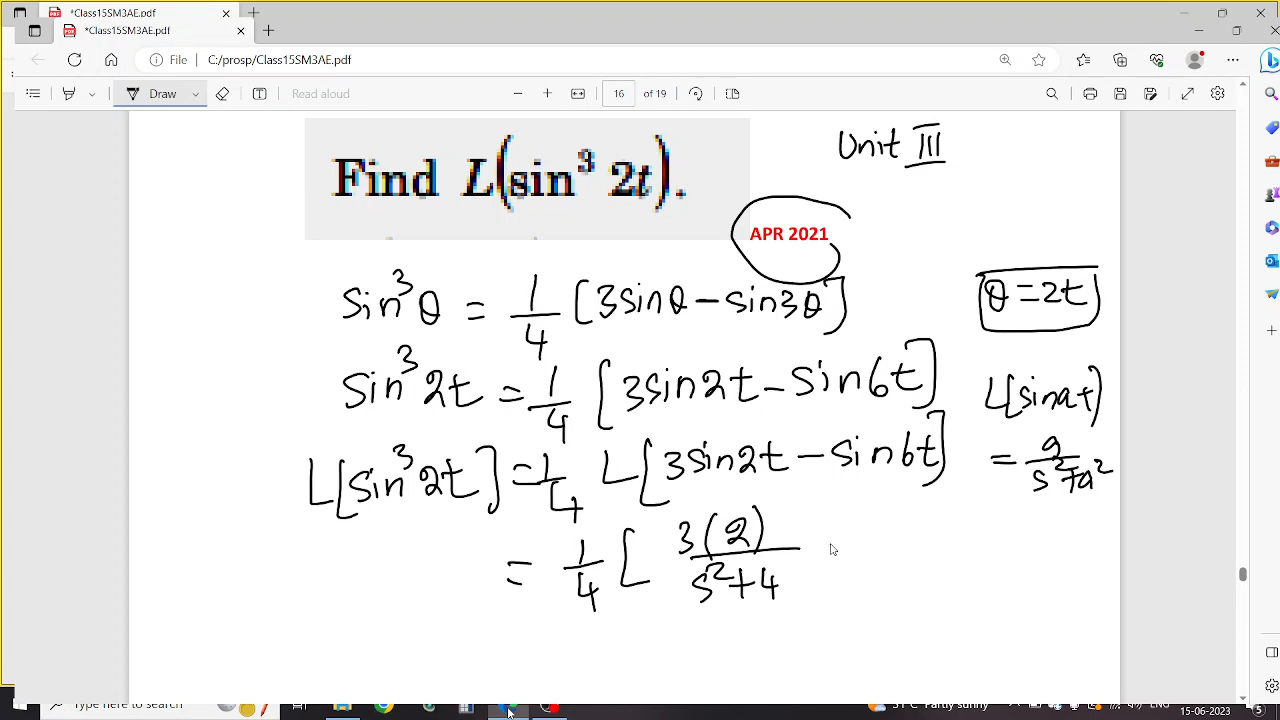 *Class15SM3AE.pdf
*Class15SM3AE.pdf
File C:/prosp/Class15SM3AE.pdf
Draw Read aloud 16 of 19
Find L(sin³ 2t).
Unit III
APR 2021
sin³θ = 1/4 [3sinθ - sin3θ]
θ = 2t
sin³2t = 1/4 [3sin2t - sin6t]
L[sinat]
= a/s²+a²
L[sin³2t] = 1/4 L[3sin2t - sin6t]
= 1/4 [ 3(2)/s²+4
Type here to search
Partly sunny
15-06-2023